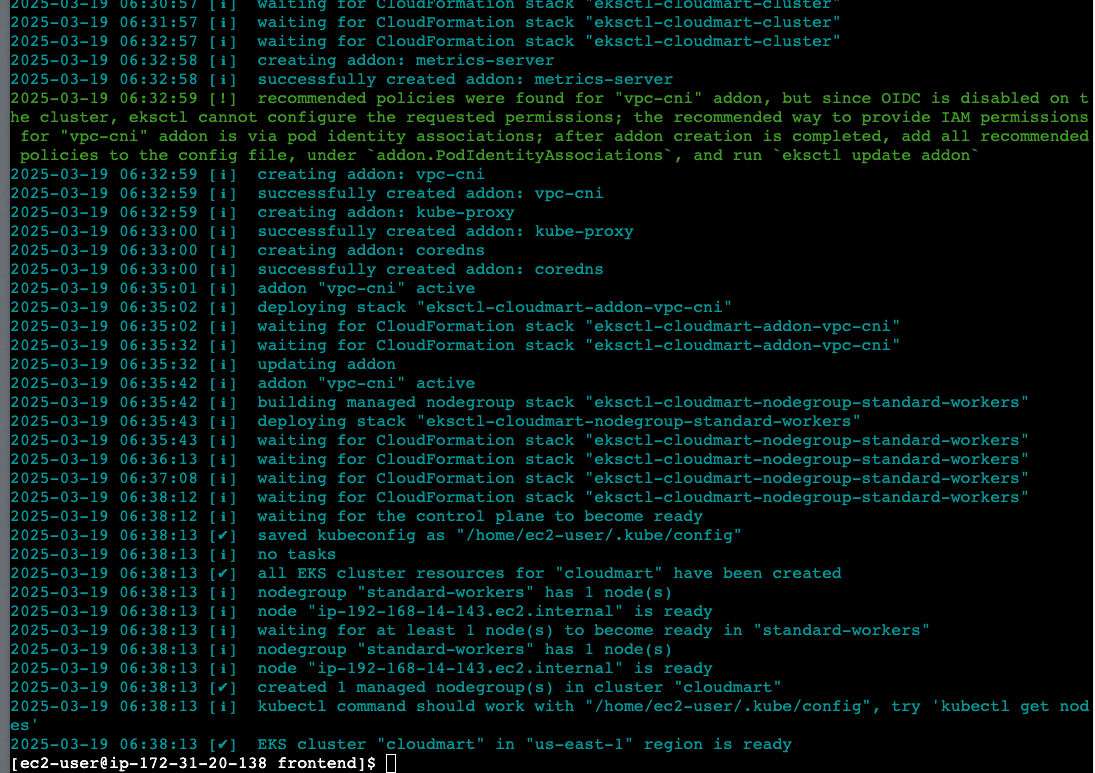 2025-03-19 06:30:57 [ℹ]  waiting for CloudFormation stack "eksctl-cloudmart-cluster"
2025-03-19 06:31:57 [ℹ]  waiting for CloudFormation stack "eksctl-cloudmart-cluster"
2025-03-19 06:32:57 [ℹ]  waiting for CloudFormation stack "eksctl-cloudmart-cluster"
2025-03-19 06:32:58 [ℹ]  creating addon: metrics-server
2025-03-19 06:32:58 [ℹ]  successfully created addon: metrics-server
2025-03-19 06:32:59 [!]  recommended policies were found for "vpc-cni" addon, but since OIDC is disabled on t
he cluster, eksctl cannot configure the requested permissions; the recommended way to provide IAM permissions
 for "vpc-cni" addon is via pod identity associations; after addon creation is completed, add all recommended
 policies to the config file, under `addon.PodIdentityAssociations`, and run `eksctl update addon`
2025-03-19 06:32:59 [ℹ]  creating addon: vpc-cni
2025-03-19 06:32:59 [ℹ]  successfully created addon: vpc-cni
2025-03-19 06:32:59 [ℹ]  creating addon: kube-proxy
2025-03-19 06:33:00 [ℹ]  successfully created addon: kube-proxy
2025-03-19 06:33:00 [ℹ]  creating addon: coredns
2025-03-19 06:33:00 [ℹ]  successfully created addon: coredns
2025-03-19 06:35:01 [ℹ]  addon "vpc-cni" active
2025-03-19 06:35:02 [ℹ]  deploying stack "eksctl-cloudmart-addon-vpc-cni"
2025-03-19 06:35:02 [ℹ]  waiting for CloudFormation stack "eksctl-cloudmart-addon-vpc-cni"
2025-03-19 06:35:32 [ℹ]  waiting for CloudFormation stack "eksctl-cloudmart-addon-vpc-cni"
2025-03-19 06:35:32 [ℹ]  updating addon
2025-03-19 06:35:42 [ℹ]  addon "vpc-cni" active
2025-03-19 06:35:42 [ℹ]  building managed nodegroup stack "eksctl-cloudmart-nodegroup-standard-workers"
2025-03-19 06:35:43 [ℹ]  deploying stack "eksctl-cloudmart-nodegroup-standard-workers"
2025-03-19 06:35:43 [ℹ]  waiting for CloudFormation stack "eksctl-cloudmart-nodegroup-standard-workers"
2025-03-19 06:36:13 [ℹ]  waiting for CloudFormation stack "eksctl-cloudmart-nodegroup-standard-workers"
2025-03-19 06:37:08 [ℹ]  waiting for CloudFormation stack "eksctl-cloudmart-nodegroup-standard-workers"
2025-03-19 06:38:12 [ℹ]  waiting for CloudFormation stack "eksctl-cloudmart-nodegroup-standard-workers"
2025-03-19 06:38:12 [ℹ]  waiting for the control plane to become ready
2025-03-19 06:38:13 [✔]  saved kubeconfig as "/home/ec2-user/.kube/config"
2025-03-19 06:38:13 [ℹ]  no tasks
2025-03-19 06:38:13 [✔]  all EKS cluster resources for "cloudmart" have been created
2025-03-19 06:38:13 [ℹ]  nodegroup "standard-workers" has 1 node(s)
2025-03-19 06:38:13 [ℹ]  node "ip-192-168-14-143.ec2.internal" is ready
2025-03-19 06:38:13 [ℹ]  waiting for at least 1 node(s) to become ready in "standard-workers"
2025-03-19 06:38:13 [ℹ]  nodegroup "standard-workers" has 1 node(s)
2025-03-19 06:38:13 [ℹ]  node "ip-192-168-14-143.ec2.internal" is ready
2025-03-19 06:38:13 [✔]  created 1 managed nodegroup(s) in cluster "cloudmart"
2025-03-19 06:38:13 [ℹ]  kubectl command should work with "/home/ec2-user/.kube/config", try 'kubectl get nod
es'
2025-03-19 06:38:13 [✔]  EKS cluster "cloudmart" in "us-east-1" region is ready
[ec2-user@ip-172-31-20-138 frontend]$